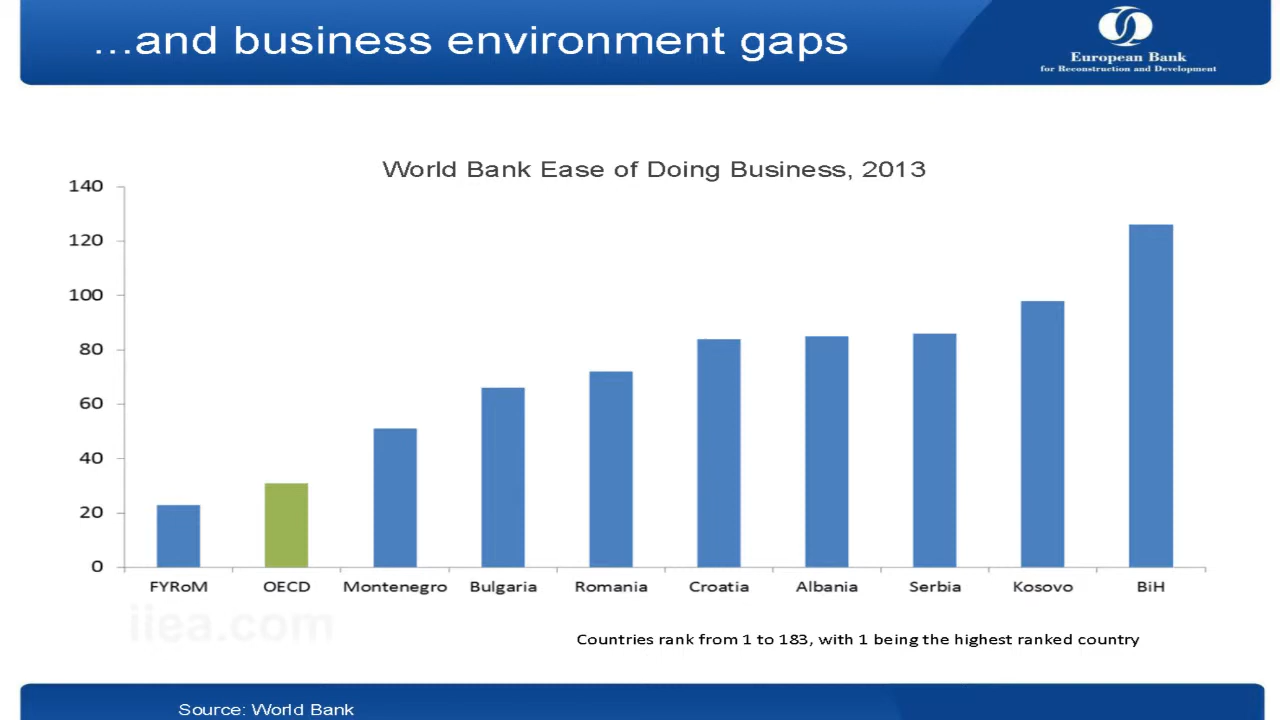 ...and business environment gaps
European Bank
for Reconstruction and Development
World Bank Ease of Doing Business, 2013
140
120
100
80
60
40
20
0
FYRoM OECD Montenegro Bulgaria Romania Croatia Albania Serbia Kosovo BiH
iiea.com
Countries rank from 1 to 183, with 1 being the highest ranked country
Source: World Bank